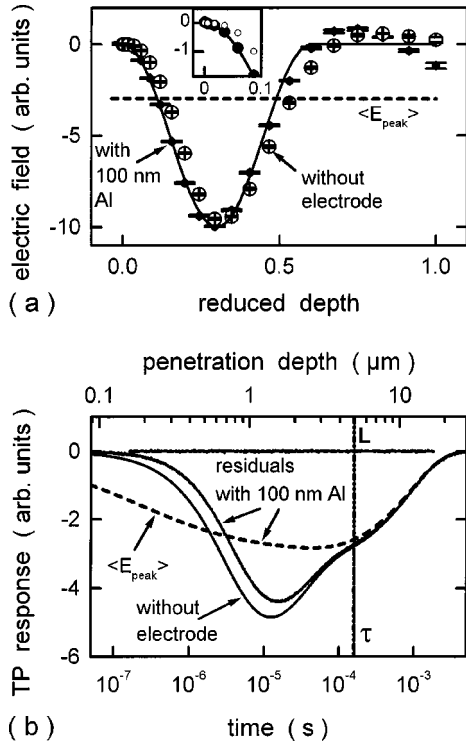 0
-1
0
0.1
0
-5
-10
electric field ( arb. units)
<E_peak>
with
100 nm
Al
without
electrode
0.0
0.5
1.0
( a )
reduced depth
penetration depth ( μm)
0.1
1
10
L
0
-2
-4
-6
TP response ( arb. units)
residuals
with 100 nm Al
<E_peak>
without
electrode
τ
10^-7
10^-6
10^-5
10^-4
10^-3
( b )
time ( s )